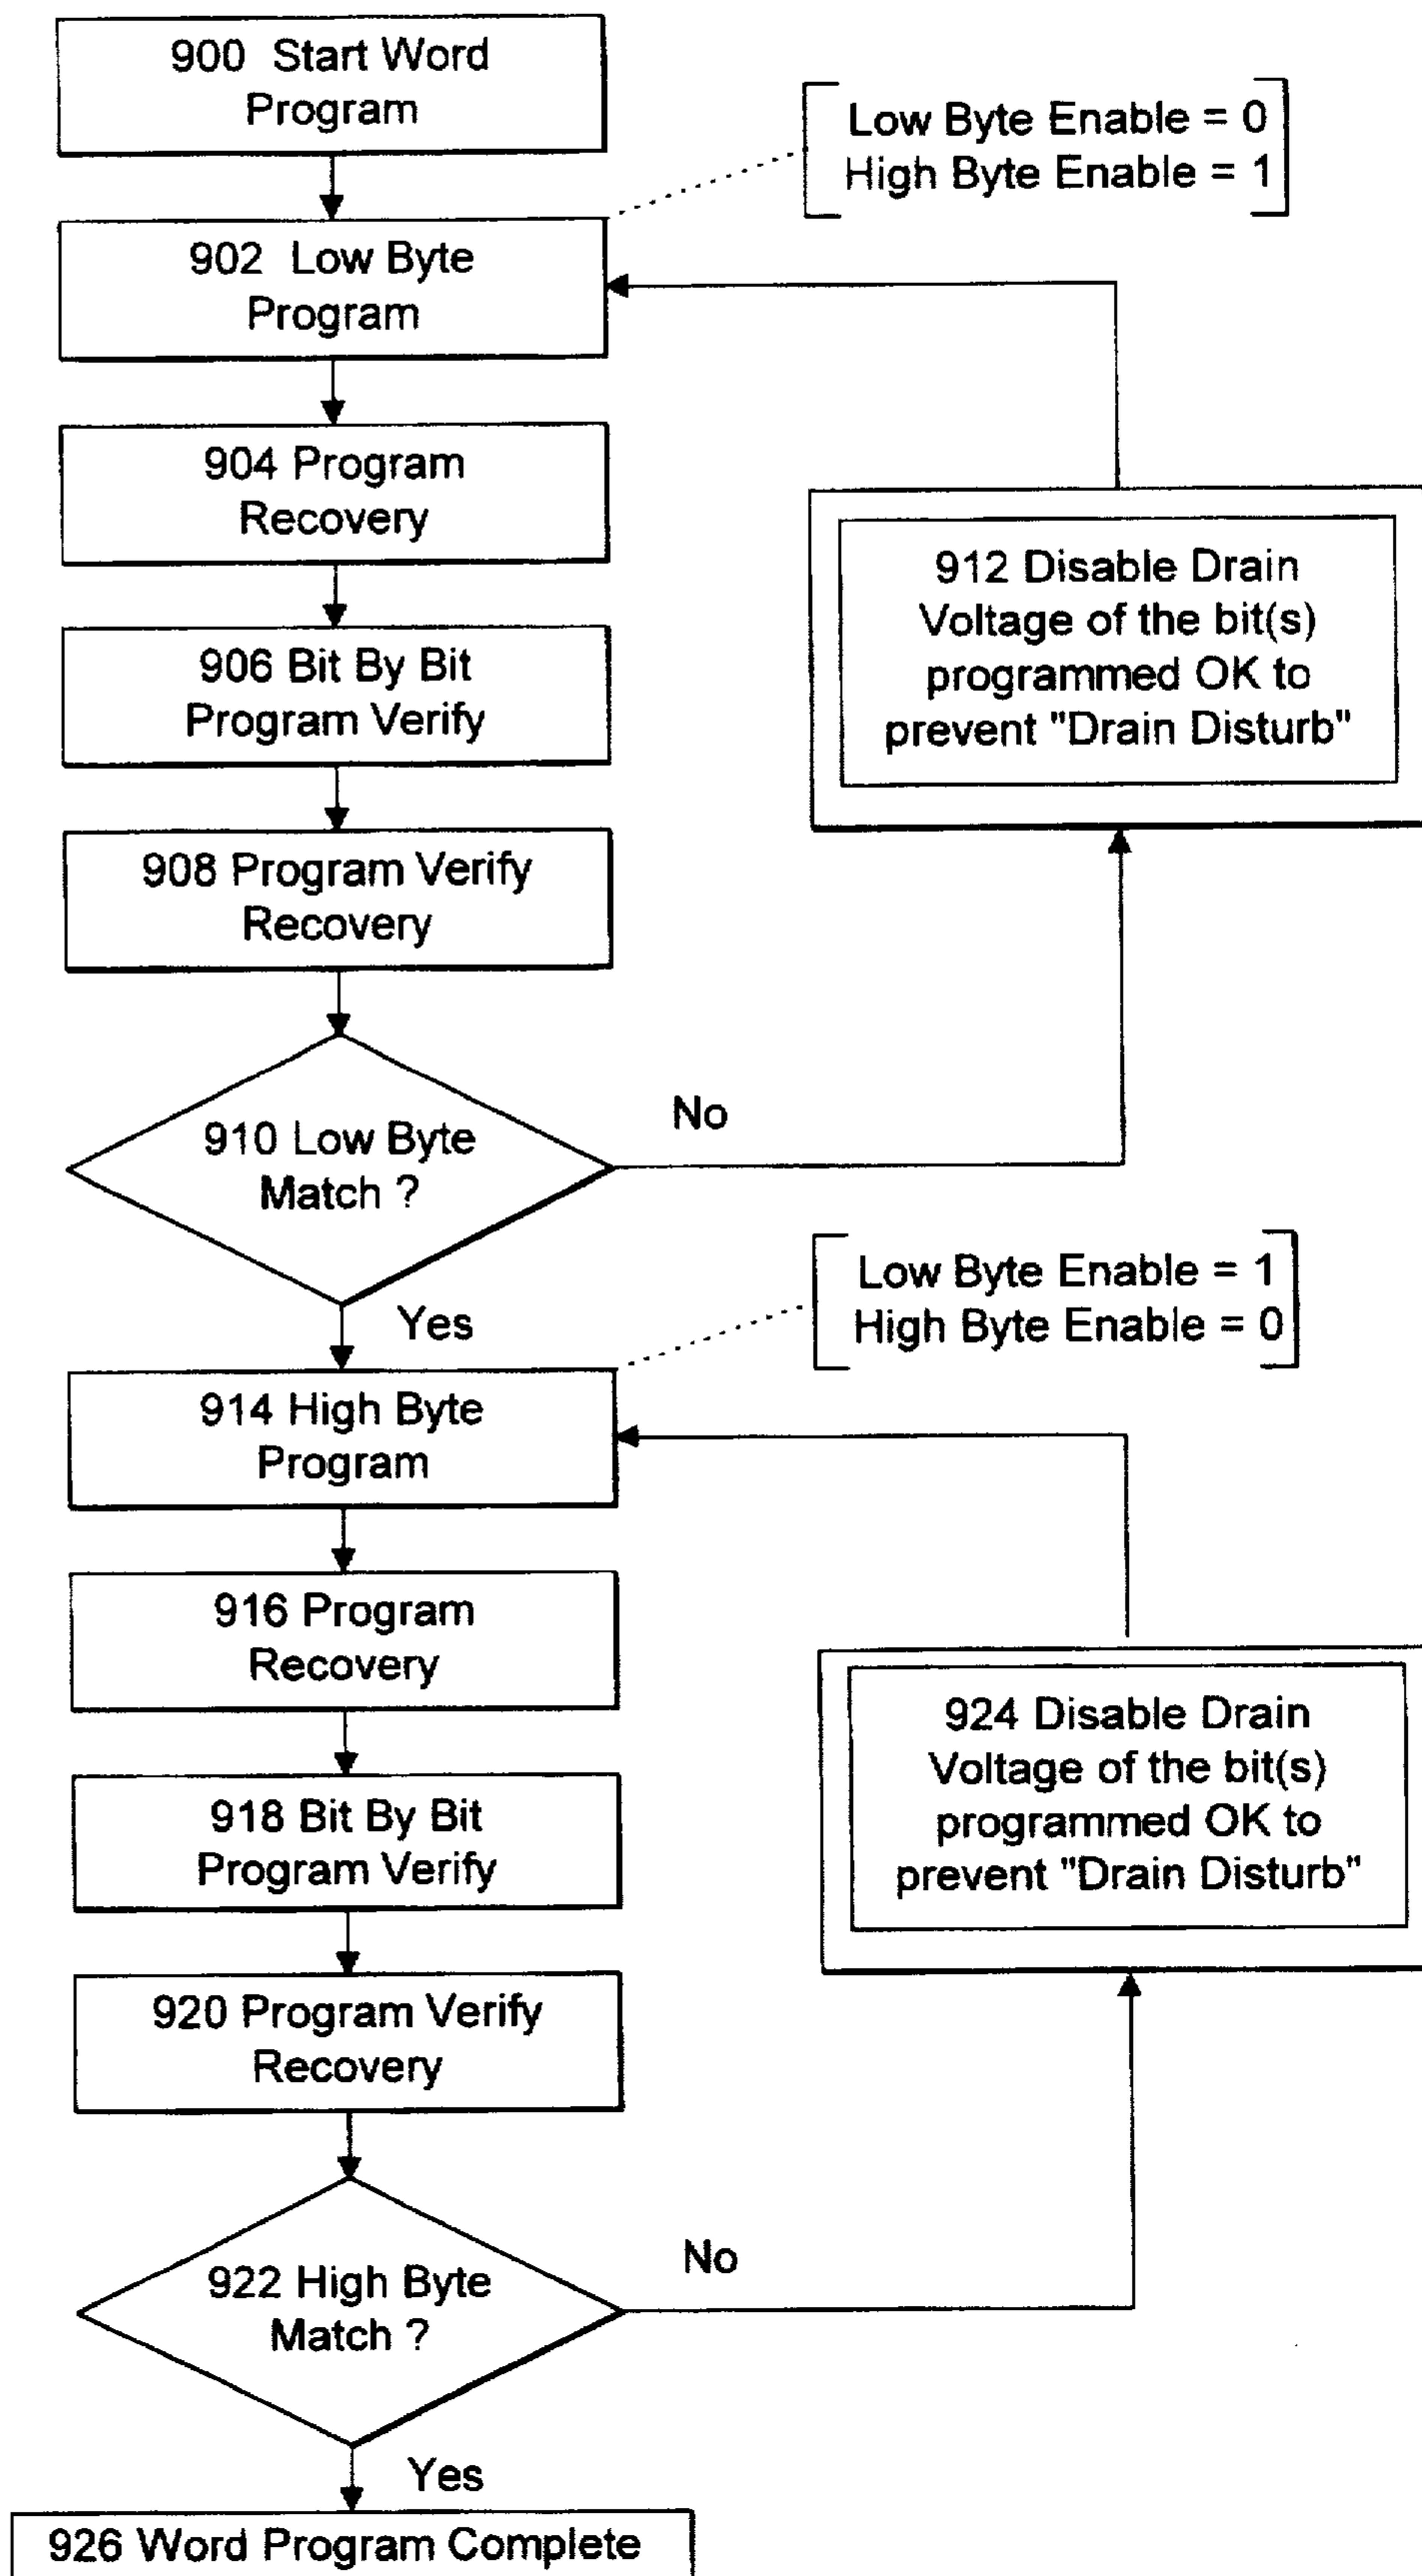 900 Start Word
Program
Low Byte Enable = 0
High Byte Enable = 1
902 Low Byte
Program
904 Program
Recovery
912 Disable Drain
Voltage of the bit(s)
programmed OK to
prevent "Drain Disturb"
906 Bit By Bit
Program Verify
908 Program Verify
Recovery
910 Low Byte
Match ?
No
Yes
Low Byte Enable = 1
High Byte Enable = 0
914 High Byte
Program
916 Program
Recovery
924 Disable Drain
Voltage of the bit(s)
programmed OK to
prevent "Drain Disturb"
918 Bit By Bit
Program Verify
920 Program Verify
Recovery
922 High Byte
Match ?
No
Yes
926 Word Program Complete